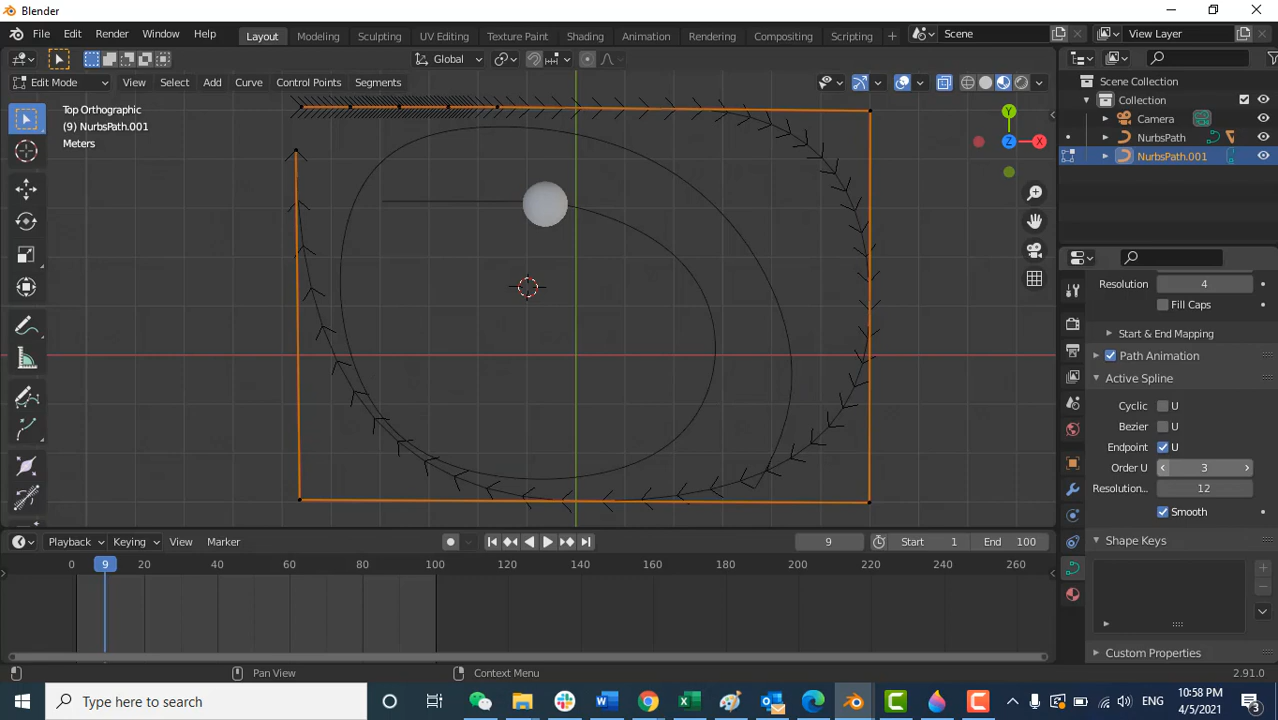 Blender
File Edit Render Window Help Layout Modeling Sculpting UV Editing Texture Paint Shading Animation Rendering Compositing Scripting Scene View Layer
Global
Edit Mode View Select Add Curve Control Points Segments
Top Orthographic
(9) NurbsPath.001
Meters
Y
X
Z
Scene Collection
Collection
Camera
NurbsPath
NurbsPath.001
Resolution 4
Fill Caps
Start & End Mapping
Path Animation
Active Spline
Cyclic U
Bezier U
Endpoint U
Order U 3
Resolution... 12
Smooth
Shape Keys
Custom Properties
Playback Keying View Marker 9 Start 1 End 100
0 9 20 40 60 80 100 120 140 160 180 200 220 240 260
Pan View Context Menu 2.91.0
Type here to search ENG 10:58 PM 4/5/2021